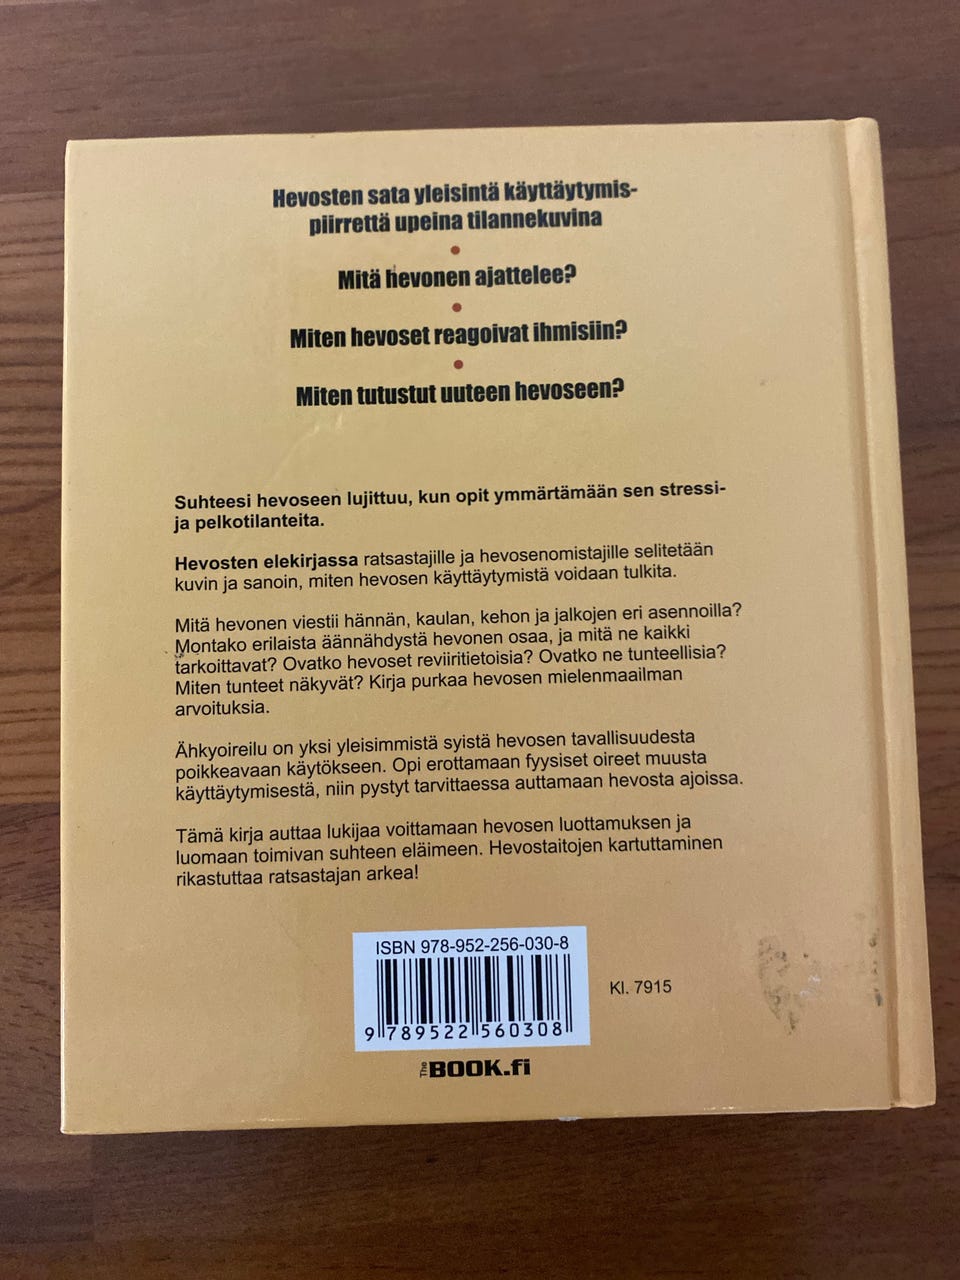 Hevosten sata yleisintä käyttäytymis-
piirrettä upeina tilannekuvina
Mitä hevonen ajattelee?
Miten hevoset reagoivat ihmisiin?
Miten tutustut uuteen hevoseen?
Suhteesi hevoseen lujittuu, kun opit ymmärtämään sen stressi-
ja pelkotilanteita.
Hevosten elekirjassa ratsastajille ja hevosenomistajille selitetään
kuvin ja sanoin, miten hevosen käyttäytymistä voidaan tulkita.
Mitä hevonen viestii hännän, kaulan, kehon ja jalkojen eri asennoilla?
Montako erilaista äännähdystä hevonen osaa, ja mitä ne kaikki
tarkoittavat? Ovatko hevoset reviiritietoisia? Ovatko ne tunteellisia?
Miten tunteet näkyvät? Kirja purkaa hevosen mielenmaailman
arvoituksia.
Ähkyoireilu on yksi yleisimmistä syistä hevosen tavallisuudesta
poikkeavaan käytökseen. Opi erottamaan fyysiset oireet muusta
käyttäytymisestä, niin pystyt tarvittaessa auttamaan hevosta ajoissa.
Tämä kirja auttaa lukijaa voittamaan hevosen luottamuksen ja
luomaan toimivan suhteen eläimeen. Hevostaitojen kartuttaminen
rikastuttaa ratsastajan arkea!
ISBN 978-952-256-030-8
9 789522 560308
Kl. 7915
The BOOK.fi